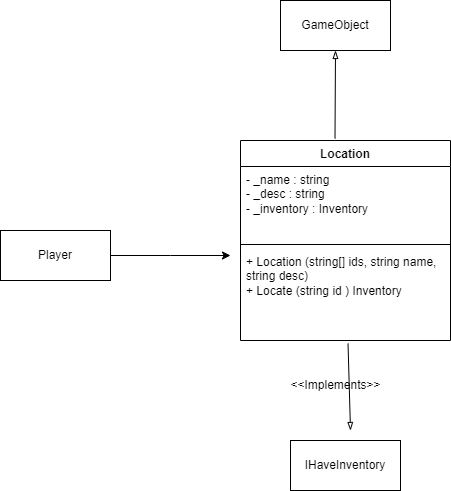 GameObject
Location
- _name : string
- _desc : string
- _inventory : Inventory
Player
+ Location (string[] ids, string name,
string desc)
+ Locate (string id ) Inventory
<<Implements>>
IHaveInventory